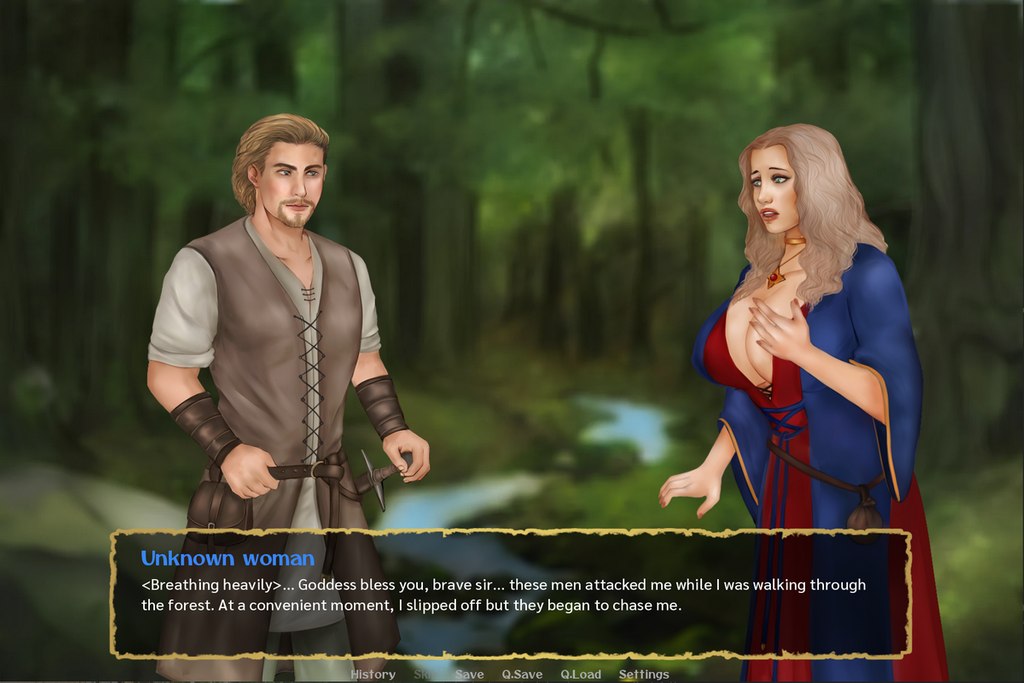 Unknown woman
<Breathing heavily>... Goddess bless you, brave sir... these men attacked me while I was walking through
the forest. At a convenient moment, I slipped off but they began to chase me.
History Save Q.Save Q.Load Settings